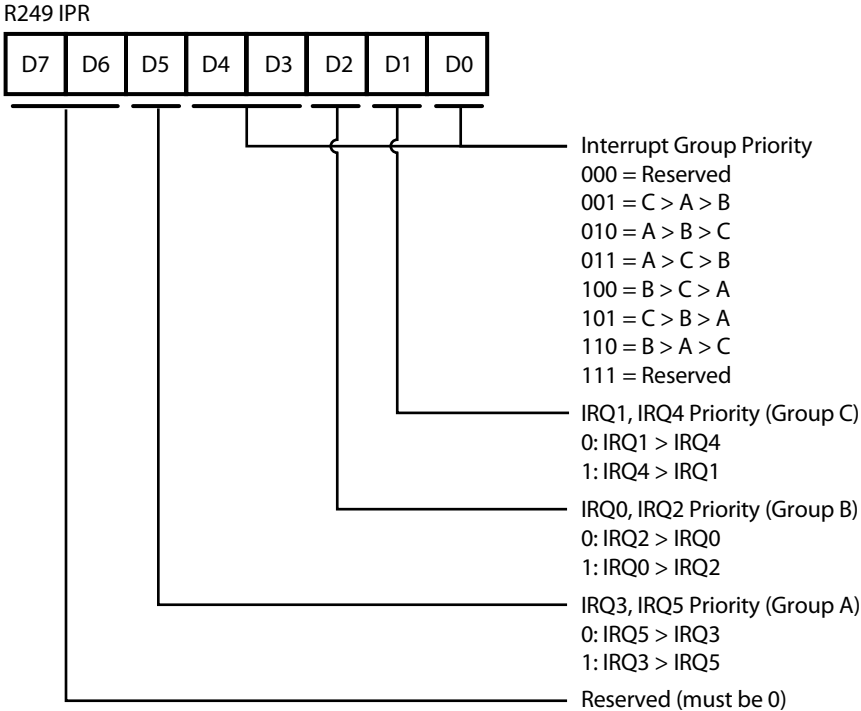 R249 IPR
D7 D6 D5 D4 D3 D2 D1 D0
Interrupt Group Priority
000 = Reserved
001 = C > A > B
010 = A > B > C
011 = A > C > B
100 = B > C > A
101 = C > B > A
110 = B > A > C
111 = Reserved
IRQ1, IRQ4 Priority (Group C)
0: IRQ1 > IRQ4
1: IRQ4 > IRQ1
IRQ0, IRQ2 Priority (Group B)
0: IRQ2 > IRQ0
1: IRQ0 > IRQ2
IRQ3, IRQ5 Priority (Group A)
0: IRQ5 > IRQ3
1: IRQ3 > IRQ5
Reserved (must be 0)